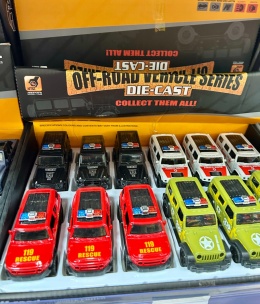 COLLECT THEM ALL!
DIE-CAST
OFF-ROAD VEHICLE'S SERIES
DIE-CAST
COLLECT THEM ALL!
119
RESCUE
119
RESCUE
119
RESCUE